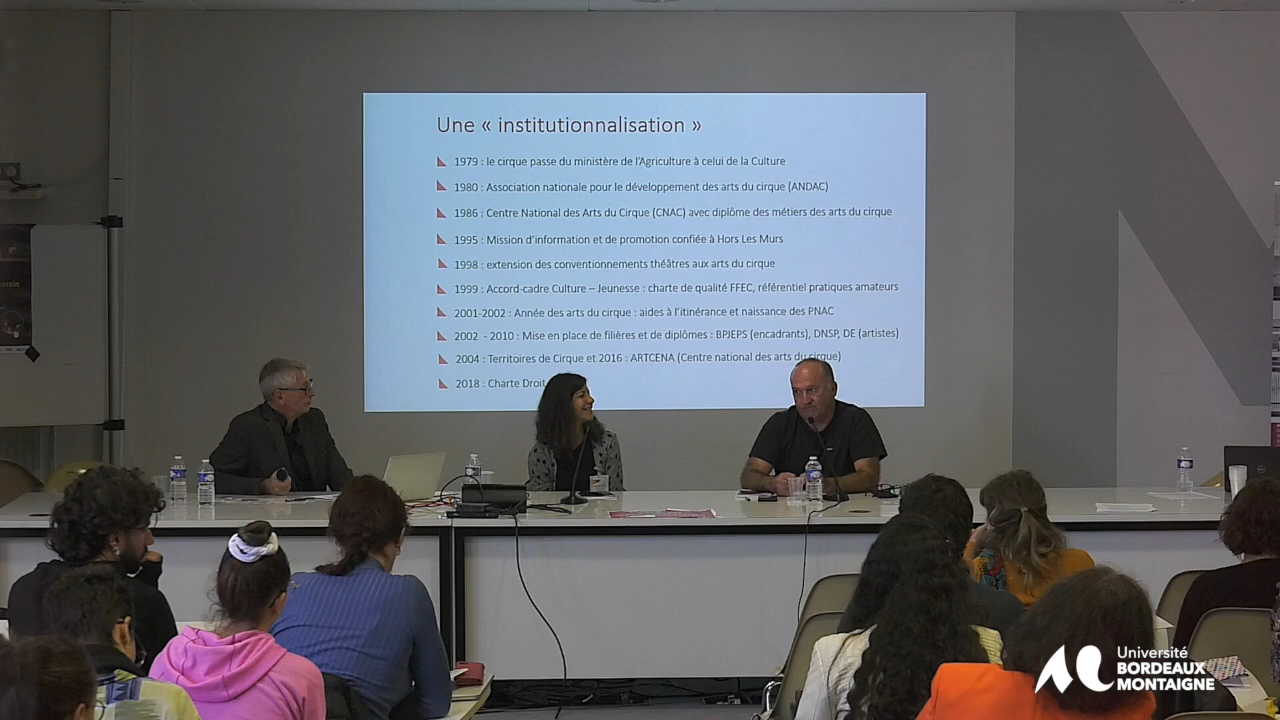 Une « institutionnalisation »
1979 : le cirque passe du ministère de l'Agriculture à celui de la Culture
1980 : Association nationale pour le développement des arts du cirque (ANDAC)
1986 : Centre National des Arts du Cirque (CNAC) avec diplôme des métiers des arts du cirque
1995 : Mission d'information et de promotion confiée à Hors Les Murs
1998 : extension des conventionnements théâtres aux arts du cirque
1999 : Accord-cadre Culture – Jeunesse : charte de qualité FFEC, référentiel pratiques amateurs
2001-2002 : Année des arts du cirque : aides à l'itinérance et naissance des PNAC
2002 - 2010 : Mise en place de filières et de diplômes : BPJEPS (encadrants), DNSP, DE (artistes)
2004 : Territoires de Cirque et 2016 : ARTCENA (Centre national des arts du cirque)
2018 : Charte Droit
Université
BORDEAUX
MONTAIGNE